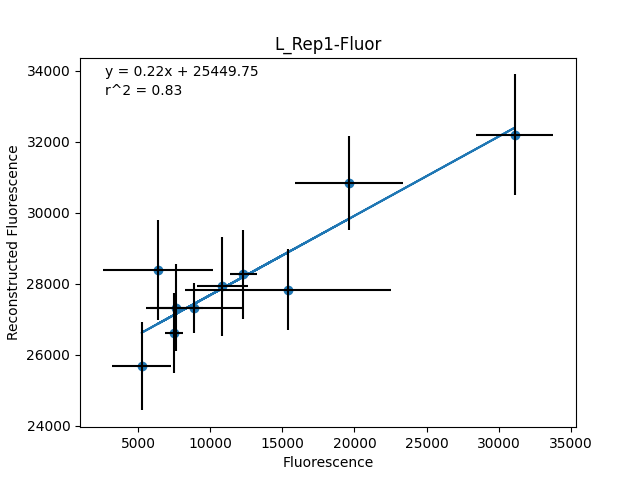 L_Rep1-Fluor
y = 0.22x + 25449.75
r^2 = 0.83
34000
32000
30000
28000
26000
24000
Reconstructed Fluorescence
5000 10000 15000 20000 25000 30000 35000
Fluorescence